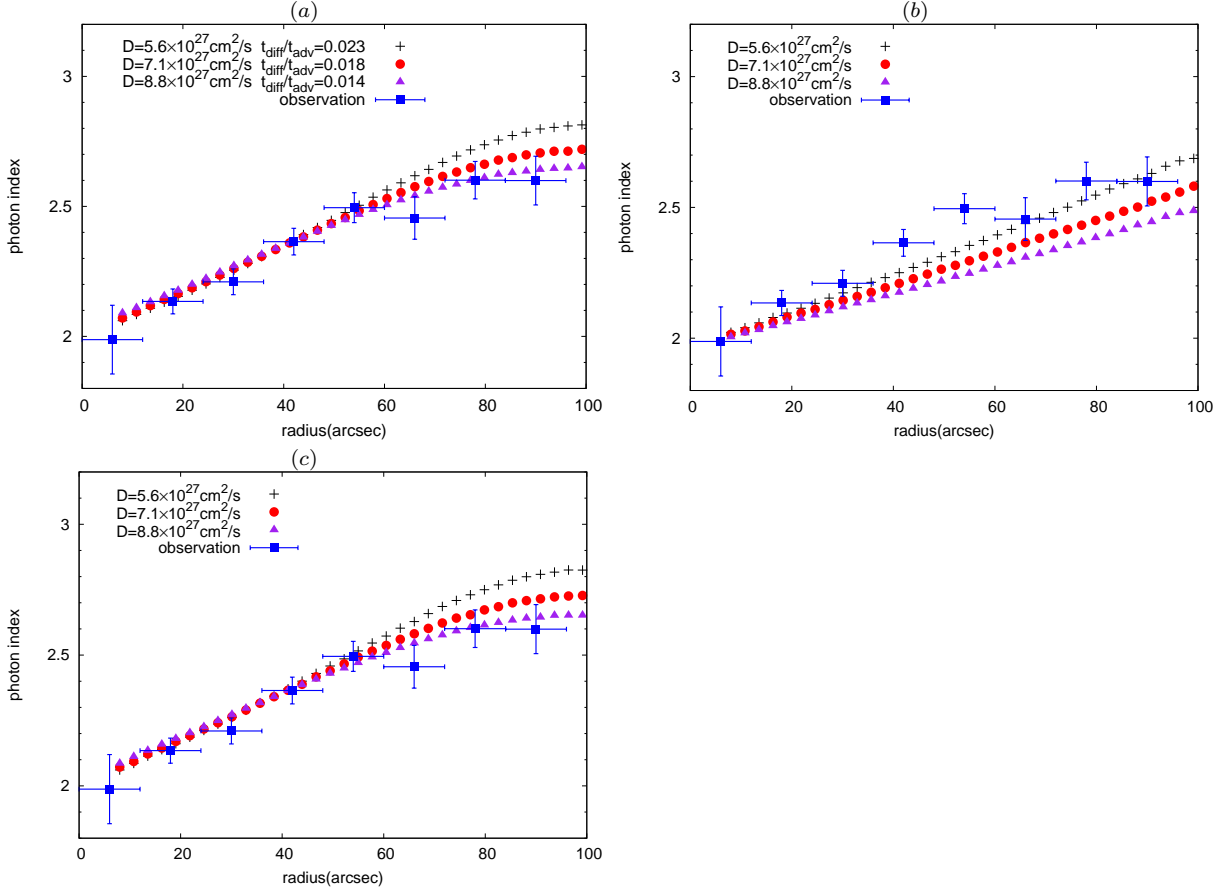 (a)
D=5.6×10^27cm^2/s t_diff/t_adv=0.023
D=7.1×10^27cm^2/s t_diff/t_adv=0.018
D=8.8×10^27cm^2/s t_diff/t_adv=0.014
observation
3
2.5
2
photon index
0 20 40 60 80 100
radius(arcsec)
(b)
D=5.6×10^27cm^2/s
D=7.1×10^27cm^2/s
D=8.8×10^27cm^2/s
observation
3
2.5
2
photon index
0 20 40 60 80 100
radius(arcsec)
(c)
D=5.6×10^27cm^2/s
D=7.1×10^27cm^2/s
D=8.8×10^27cm^2/s
observation
3
2.5
2
photon index
0 20 40 60 80 100
radius(arcsec)